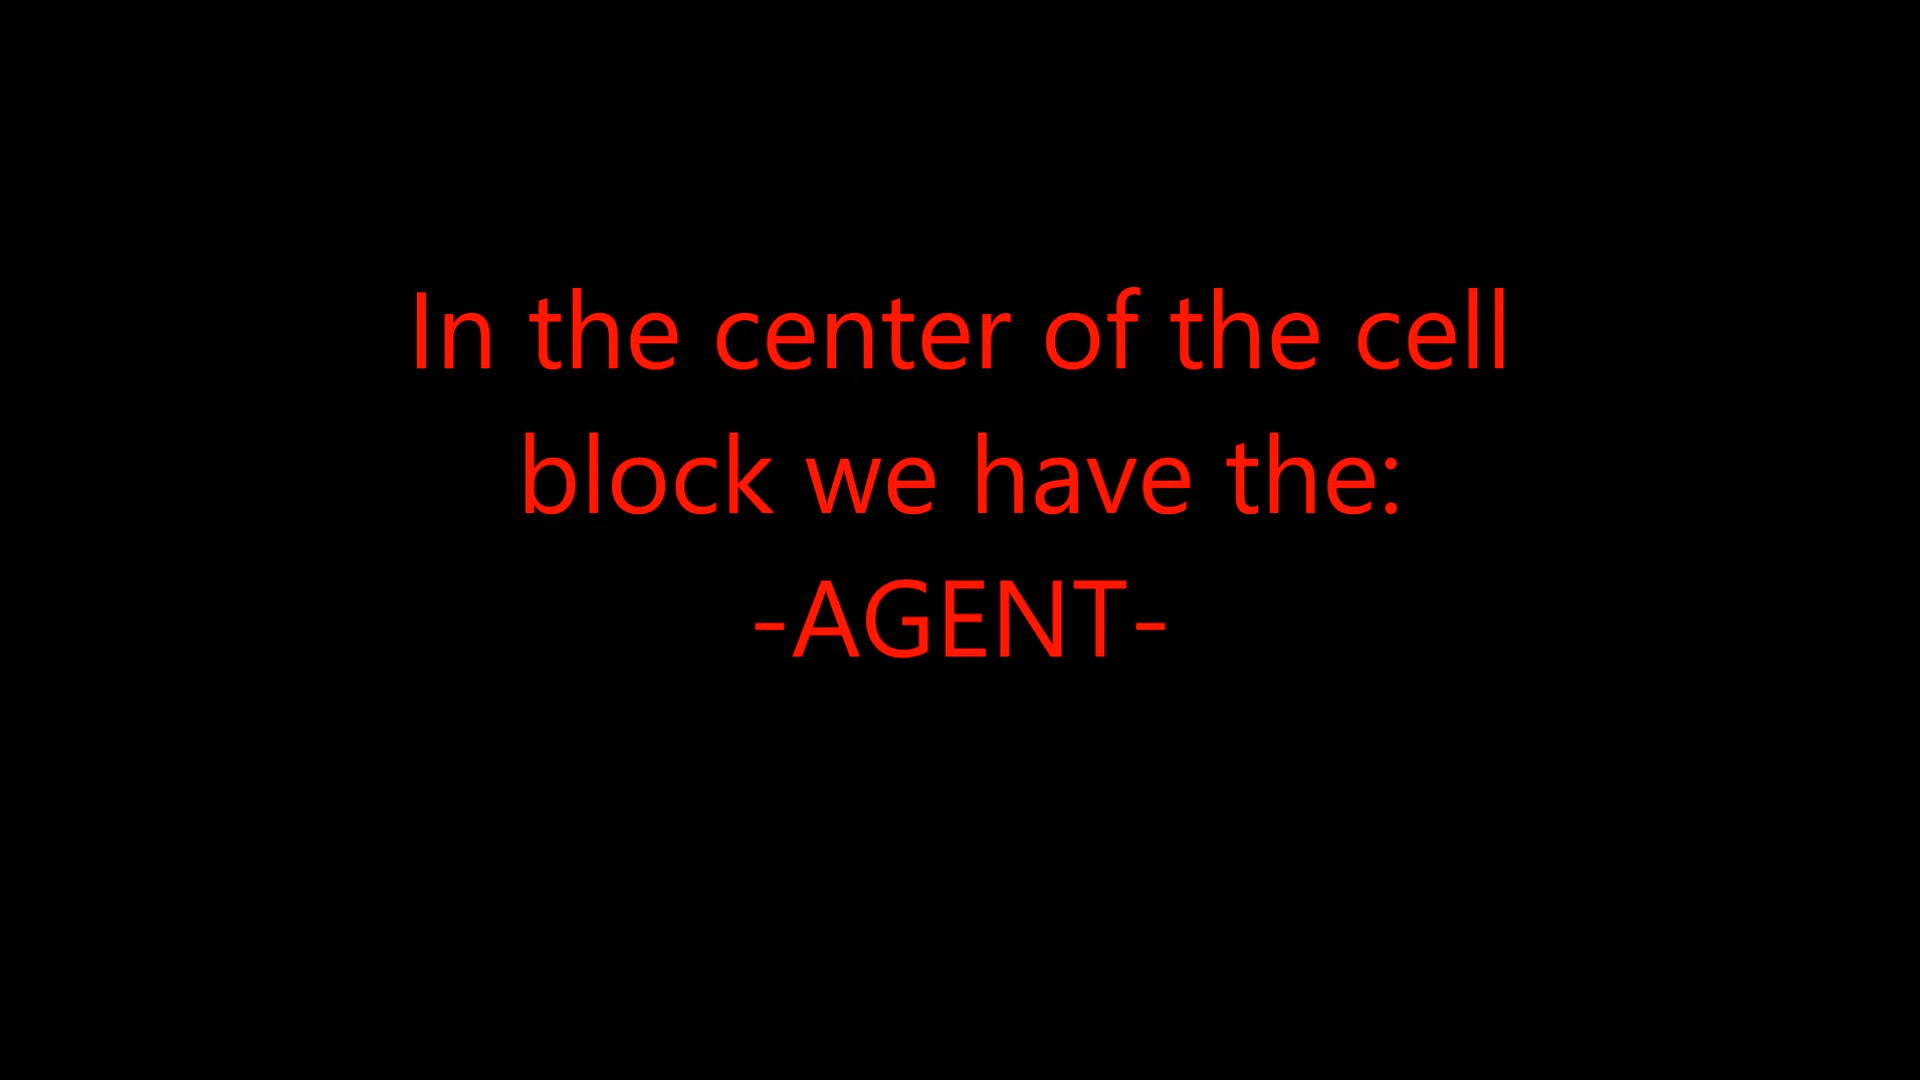 In the center of the cell
block we have the:
-AGENT-